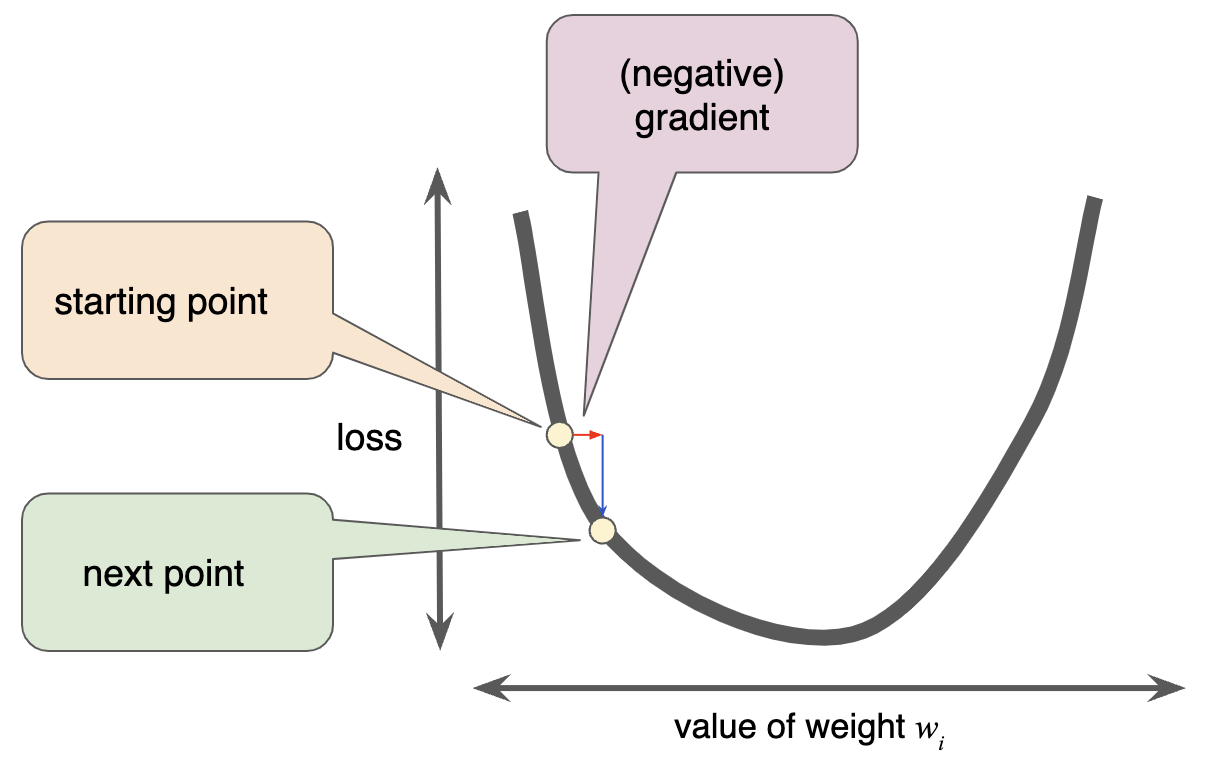 (negative)
gradient
starting point
loss
next point
value of weight wᵢ